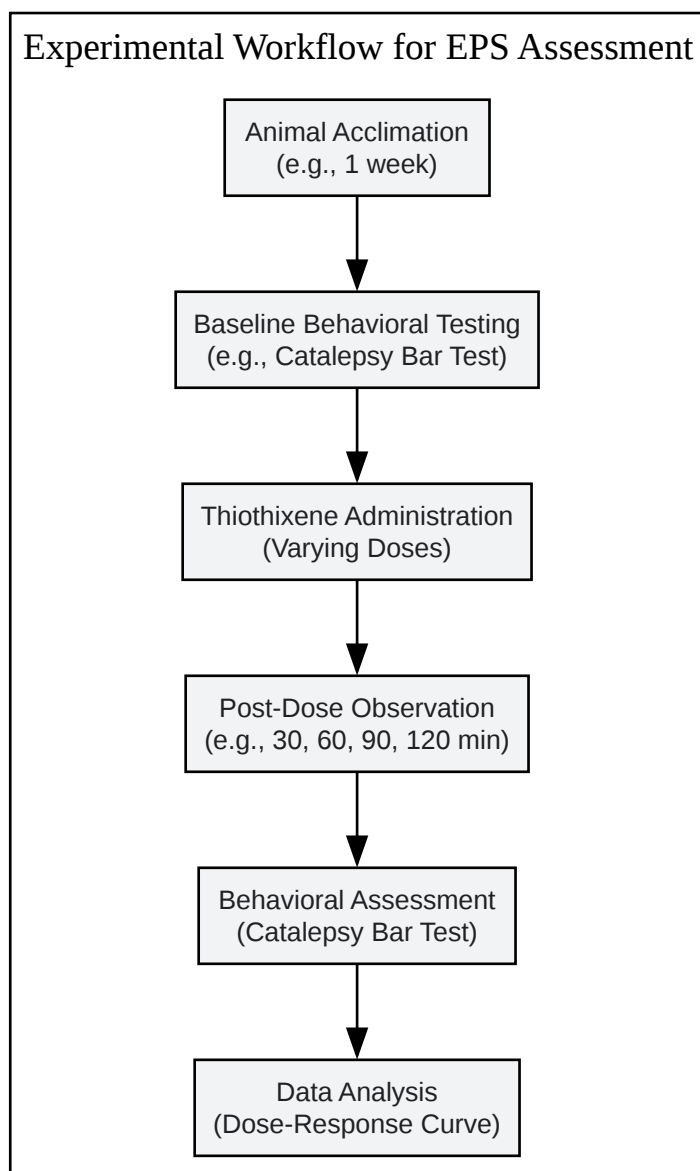 Experimental Workflow for EPS Assessment
Animal Acclimation
(e.g., 1 week)
Baseline Behavioral Testing
(e.g., Catalepsy Bar Test)
Thiothixene Administration
(Varying Doses)
Post-Dose Observation
(e.g., 30, 60, 90, 120 min)
Behavioral Assessment
(Catalepsy Bar Test)
Data Analysis
(Dose-Response Curve)